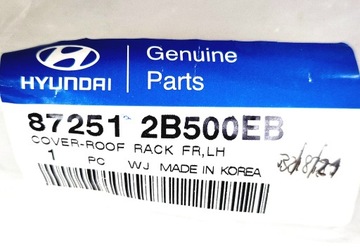 HYUNDAI
Genuine
Parts
87251 2B500EB
COVER-ROOF RACK FR,LH
1 PC WJ MADE IN KOREA